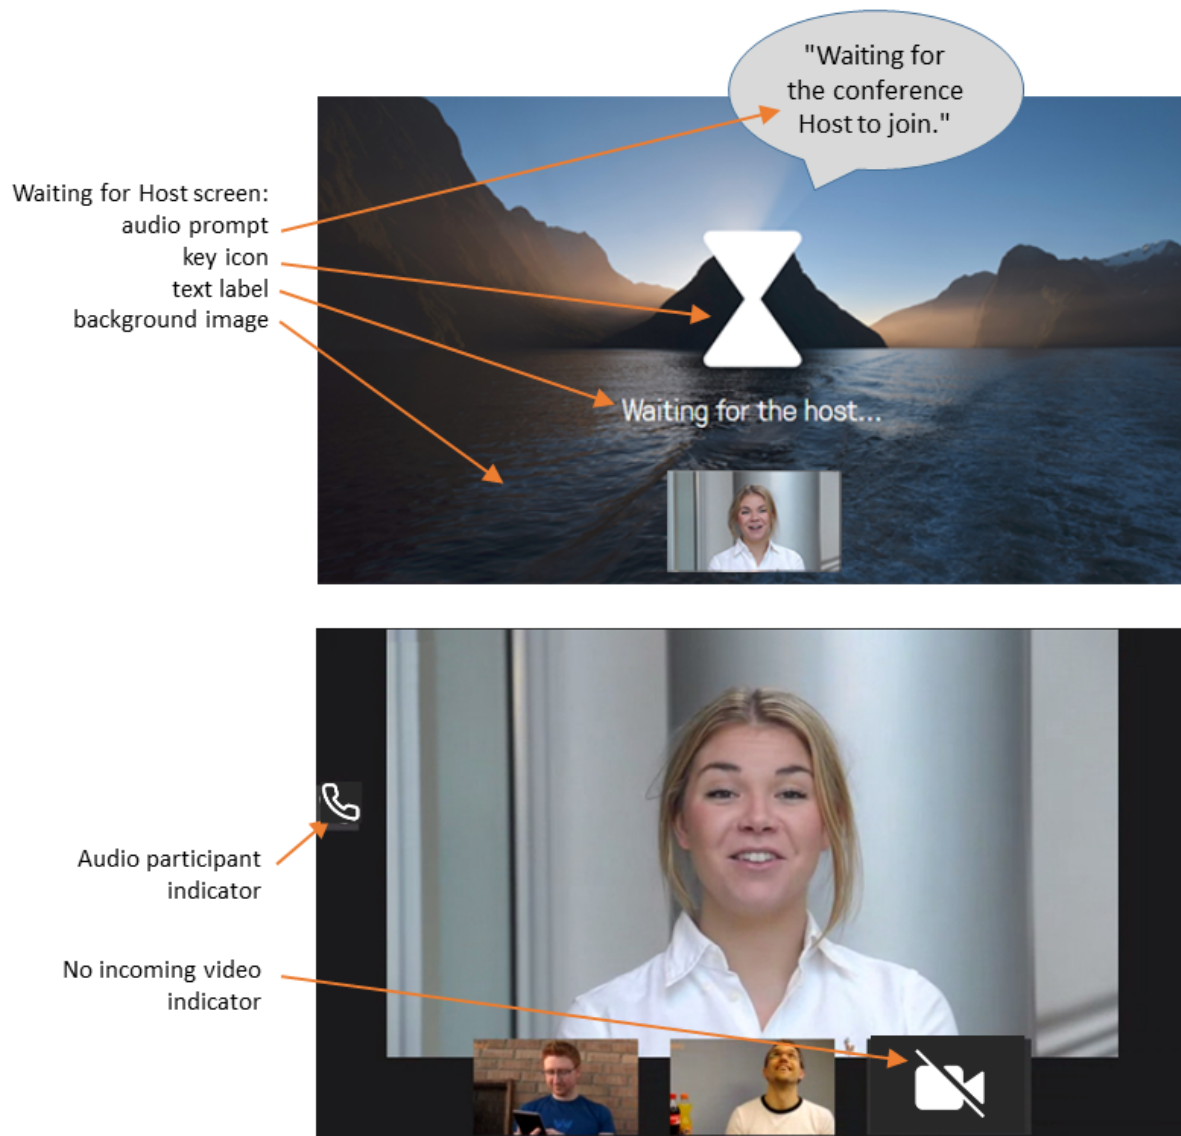 "Waiting for
the conference
Host to join."
Waiting for Host screen:
audio prompt
key icon
text label
background image
Waiting for the host...
Audio participant
indicator
No incoming video
indicator